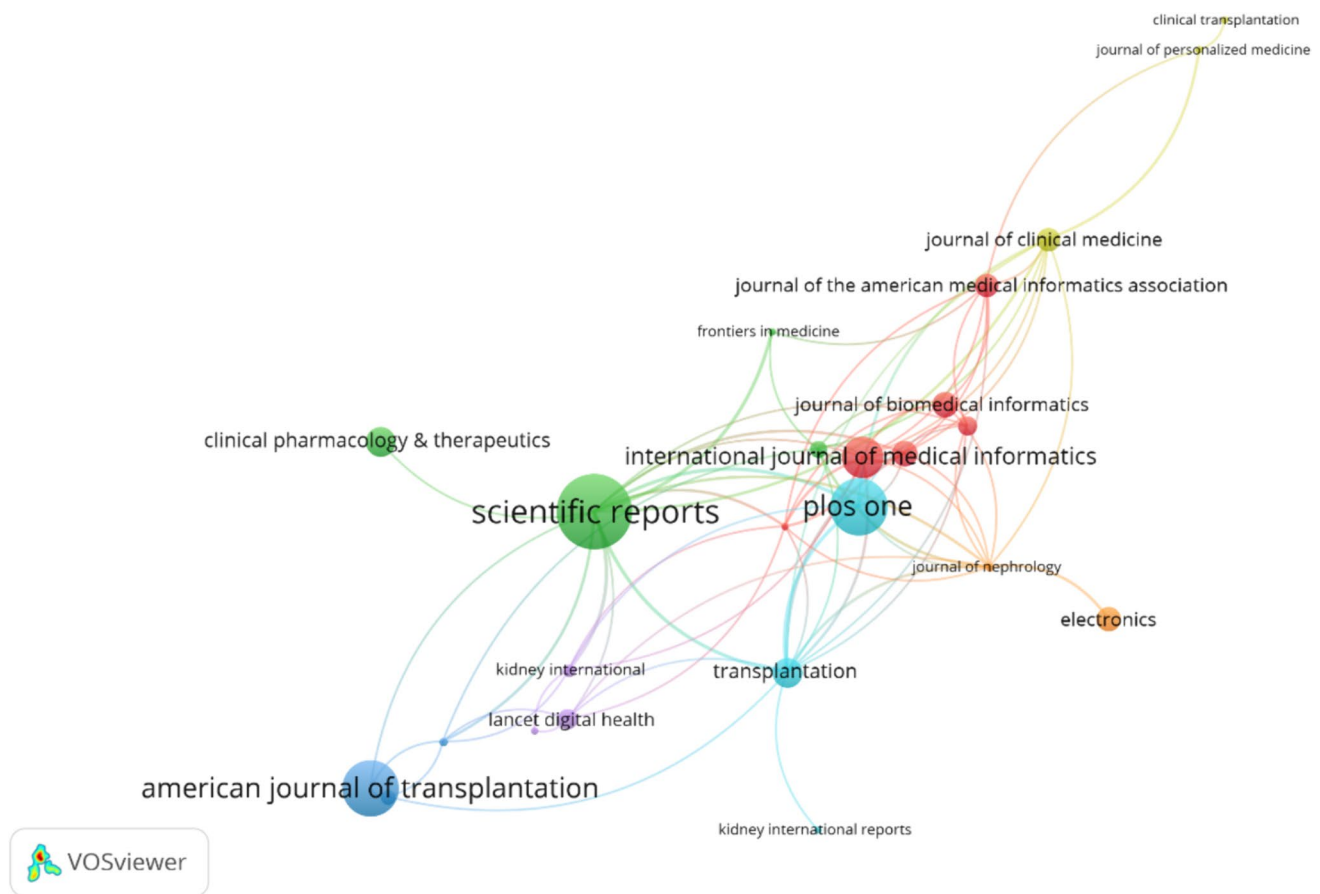 clinical transplantation
journal of personalized medicine
journal of clinical medicine
journal of the american medical informatics association
frontiers in medicine
journal of biomedical informatics
clinical pharmacology & therapeutics
international journal of medical informatics
scientific reports
plos one
journal of nephrology
electronics
kidney international
transplantation
lancet digital health
american journal of transplantation
kidney international reports
VOSviewer